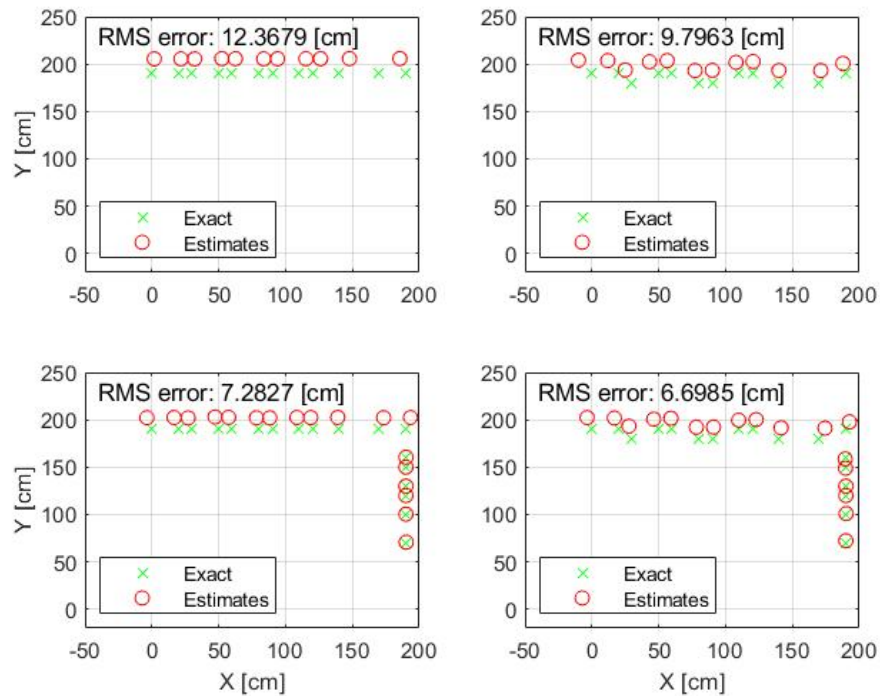 RMS error: 12.3679 [cm]
250
200
150
100
50
0
Y [cm]
Exact
Estimates
-50 0 50 100 150 200
RMS error: 9.7963 [cm]
250
200
150
100
50
0
Exact
Estimates
-50 0 50 100 150 200
RMS error: 7.2827 [cm]
250
200
150
100
50
0
Y [cm]
Exact
Estimates
-50 0 50 100 150 200
X [cm]
RMS error: 6.6985 [cm]
250
200
150
100
50
0
Exact
Estimates
-50 0 50 100 150 200
X [cm]